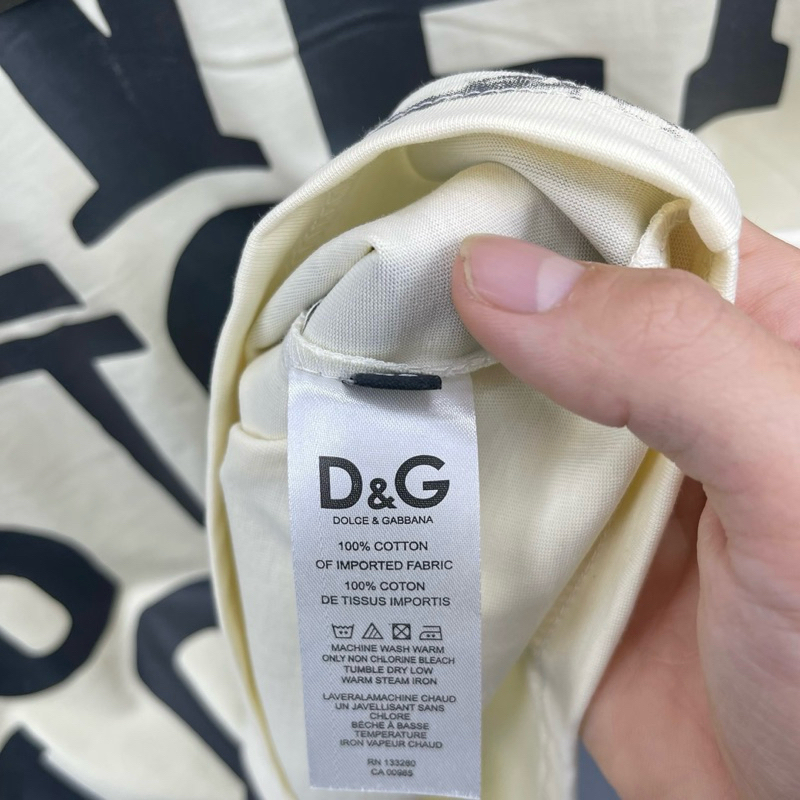 D&G
DOLCE & GABBANA
100% COTTON
OF IMPORTED FABRIC
100% COTON
DE TISSUS IMPORTIS
MACHINE WASH WARM
ONLY NON CHLORINE BLEACH
TUMBLE DRY LOW
WARM STEAM IRON
LAVERALAMACHINE CHAUD
UN JAVELLISANT SANS
CHLORE
BÈCHE À BASSE
TEMPERATURE
IRON VAPEUR CHAUD
RN 133280
CA 00965